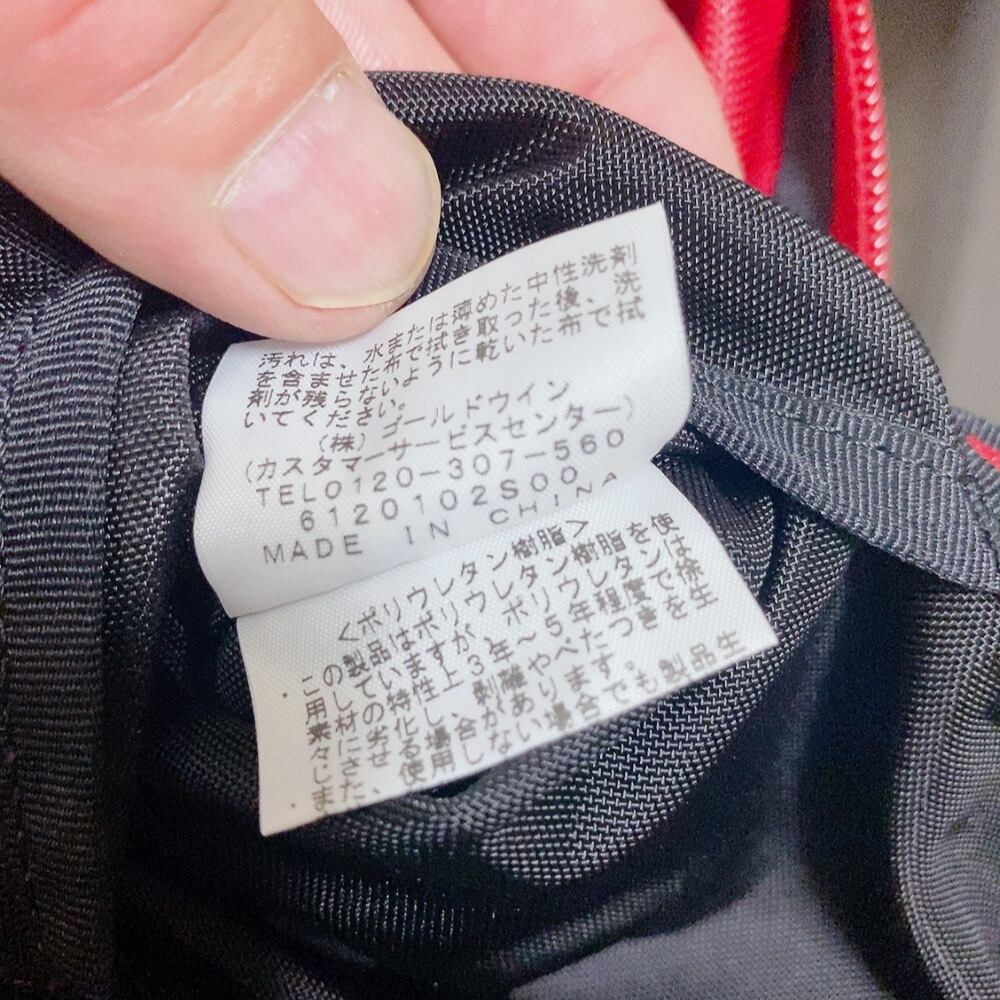 汚れは、水または薄めた中性洗剤
を含ませた布で拭き取った後、洗
剤が残らないように乾いた布で拭
いてください。
(株)ゴールドウイン
(カスタマーサービスセンター)
TEL0120-307-560
6120102S00
MADE IN CHINA
<ポリウレタン樹脂>
・この製品はポリウレタン樹脂を使
用していますが、ポリウレタンは
素材の特性上3年~5年程度で徐
々に劣化し、剥離やべたつきを生
じさせる場合があります。
・また、使用しない場合でも製品生